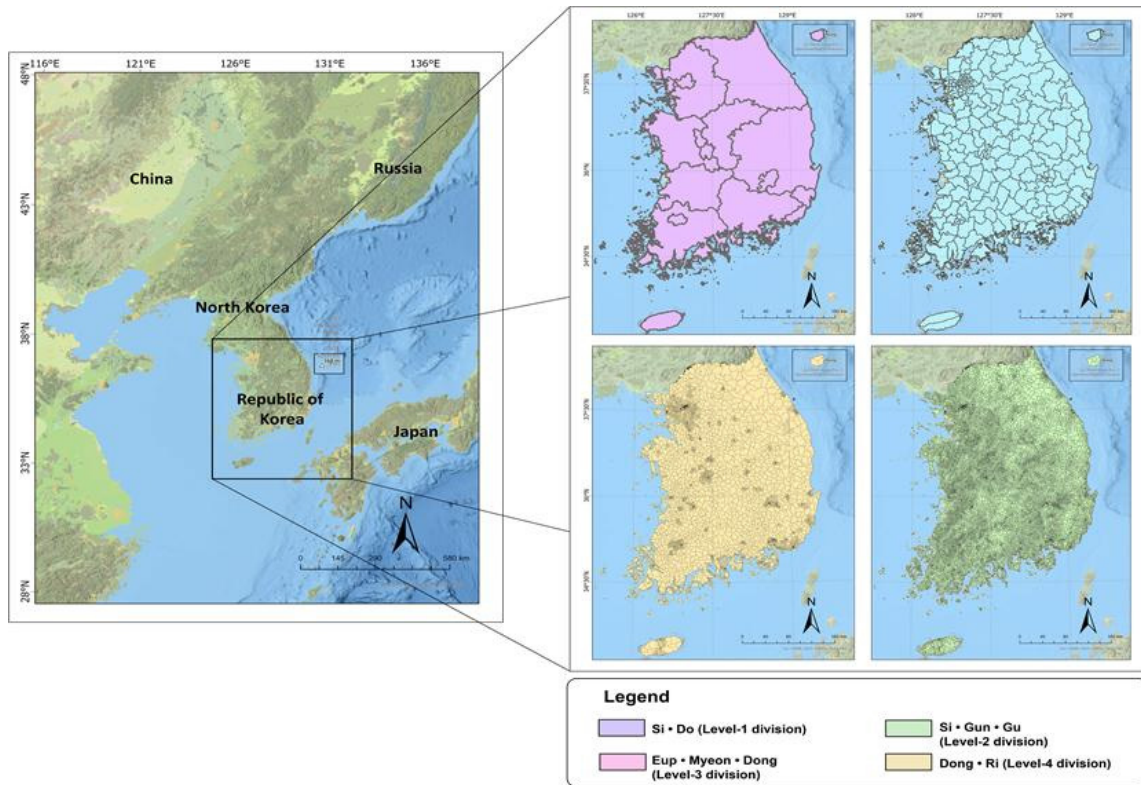 116°E 121°E 126°E 131°E 136°E
48°N
43°N
38°N
33°N
28°N
China
Russia
North Korea
Republic of
Korea
Japan
N
0 145 290 580 km
126°E 127°30'E 129°E
37°30'N
36°N
34°30'N
N
126°E 127°30'E 129°E
N
37°30'N
36°N
34°30'N
N
N
Legend
Si • Do (Level-1 division)
Si • Gun • Gu
(Level-2 division)
Eup • Myeon • Dong
(Level-3 division)
Dong • Ri (Level-4 division)